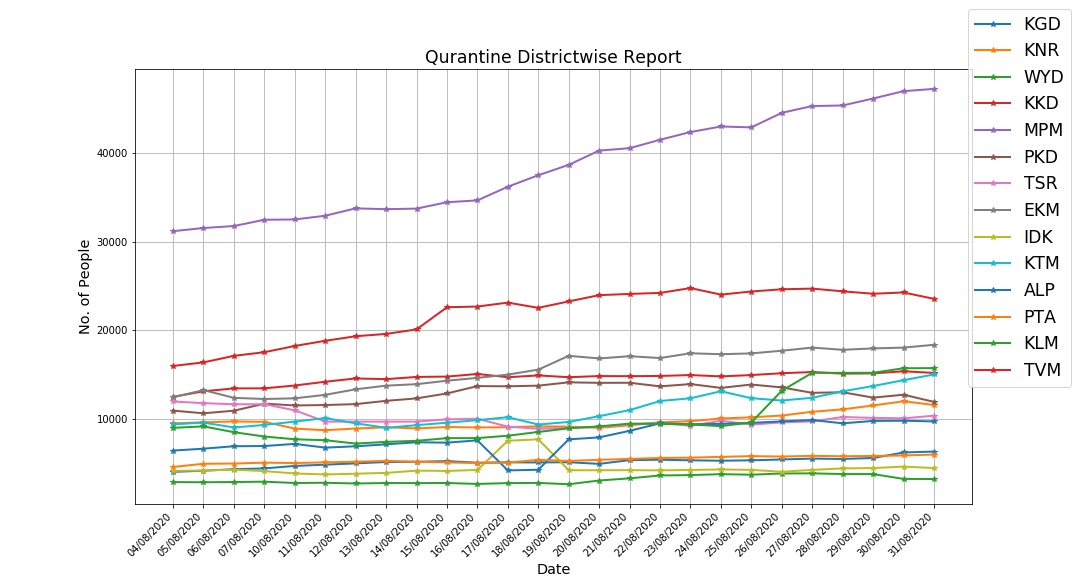 Qurantine Districtwise Report
KGD
KNR
WYD
KKD
MPM
PKD
TSR
EKM
IDK
KTM
ALP
PTA
KLM
TVM
No. of People
40000
30000
20000
10000
04/08/2020
05/08/2020
06/08/2020
07/08/2020
10/08/2020
11/08/2020
12/08/2020
13/08/2020
14/08/2020
15/08/2020
16/08/2020
17/08/2020
18/08/2020
19/08/2020
20/08/2020
21/08/2020
22/08/2020
23/08/2020
24/08/2020
25/08/2020
26/08/2020
27/08/2020
28/08/2020
29/08/2020
30/08/2020
31/08/2020
Date